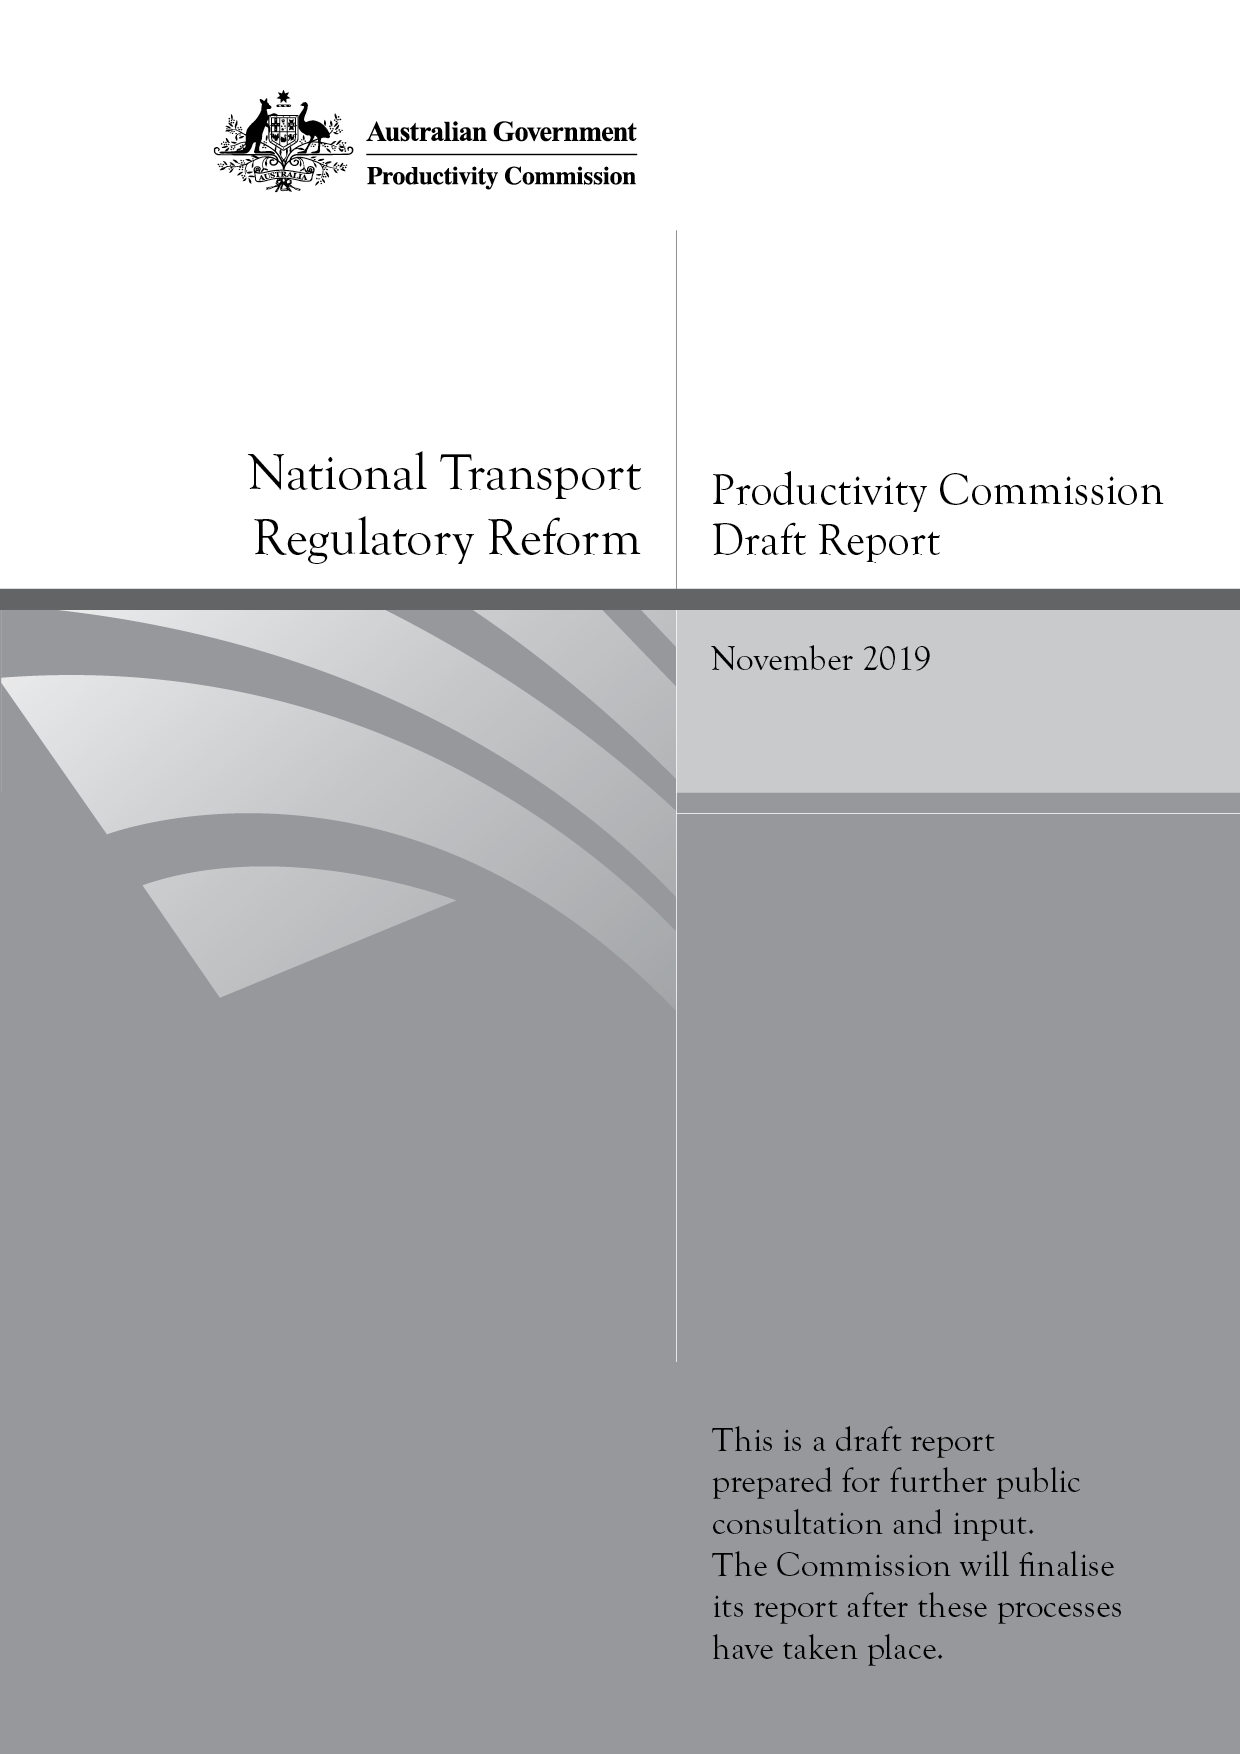 AUSTRALIA
Australian Government
Productivity Commission
National Transport
Regulatory Reform
Productivity Commission
Draft Report
November 2019
This is a draft report
prepared for further public
consultation and input.
The Commission will finalise
its report after these processes
have taken place.